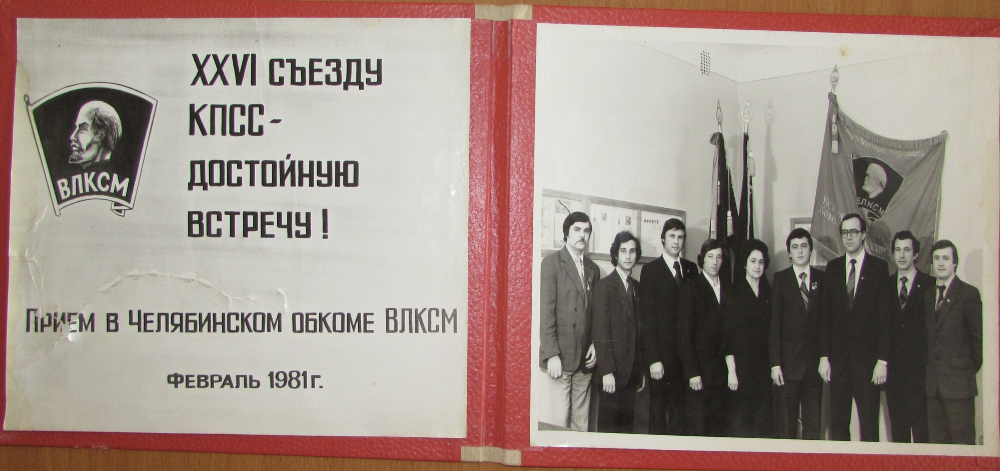 XXVI СЪЕЗДУ
КПСС-
ДОСТОЙНУЮ
ВСТРЕЧУ!
ВЛКСМ
ПРИЕМ В ЧЕЛЯБИНСКОМ ОБКОМЕ ВЛКСМ
ФЕВРАЛЬ 1981г.
ВЛКСМ